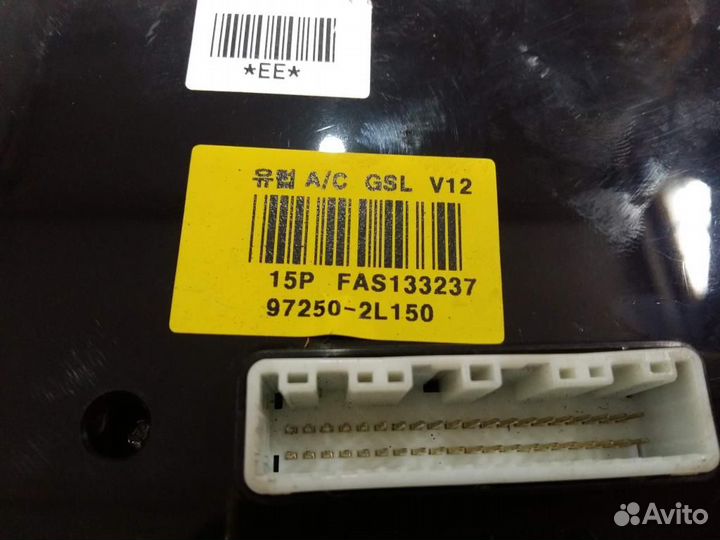 *EE*
유럽 A/C GSL V12
15P FAS133237
97250-2L150
Avito